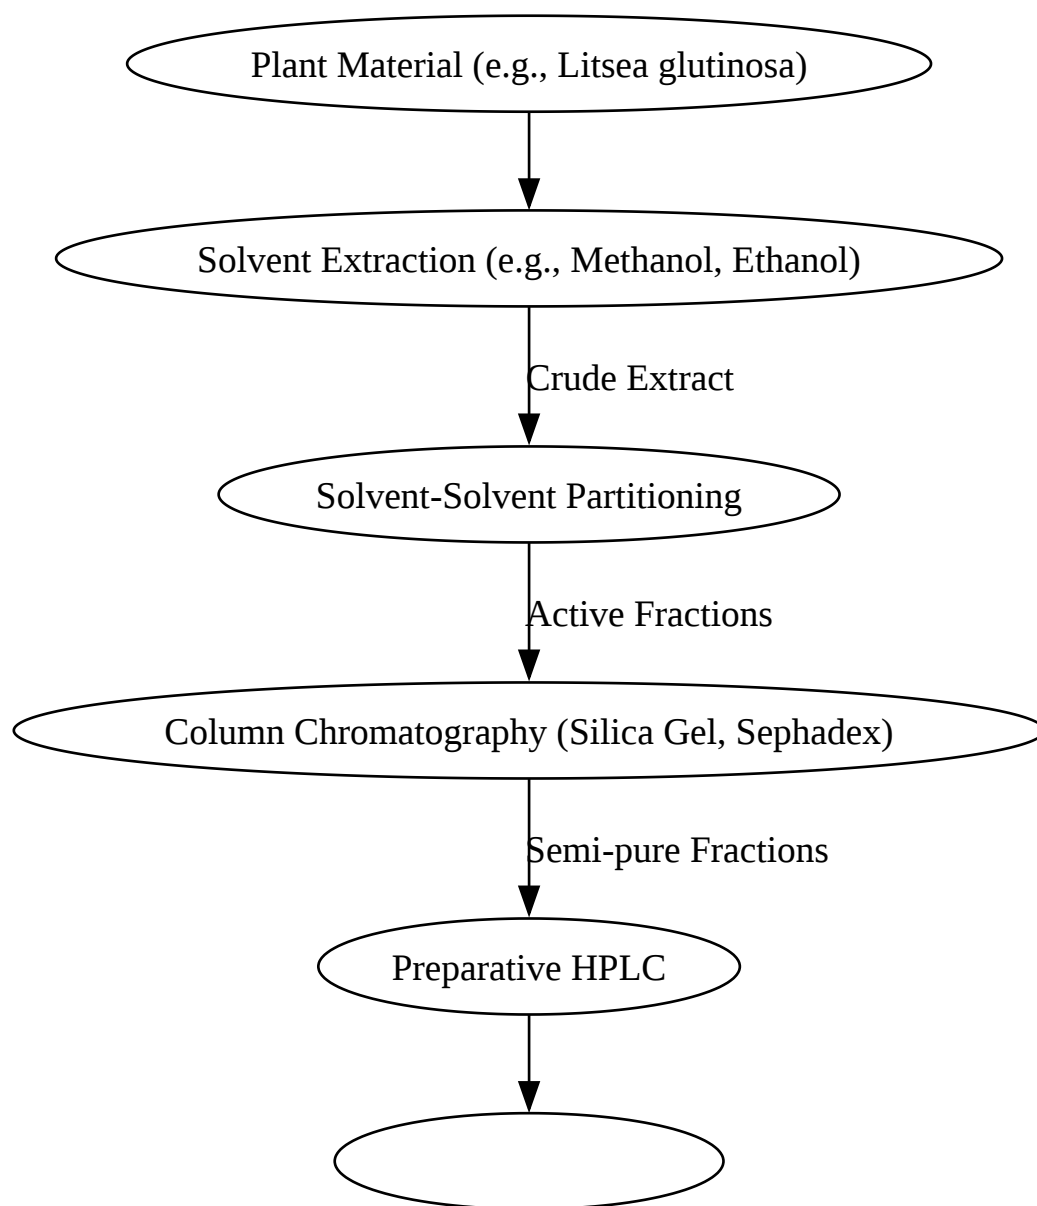 Plant Material (e.g., Litsea glutinosa)
Solvent Extraction (e.g., Methanol, Ethanol)
Crude Extract
Solvent-Solvent Partitioning
Active Fractions
Column Chromatography (Silica Gel, Sephadex)
Semi-pure Fractions
Preparative HPLC